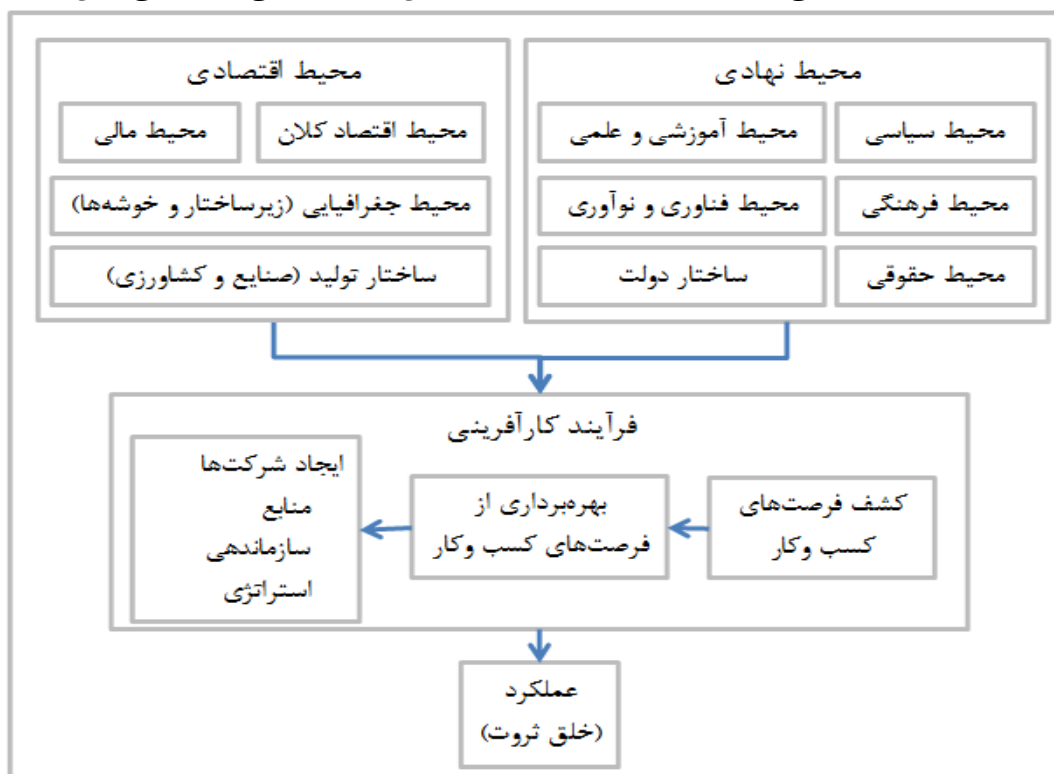 محیط نهادی
محیط سیاسی
محیط آموزشی و علمی
محیط فرهنگی
محیط فناوری و نوآوری
محیط حقوقی
ساختار دولت
محیط اقتصادی
محیط اقتصاد کلان
محیط مالی
محیط جغرافیایی (زیرساختار و خوشه‌ها)
ساختار تولید (صنایع و کشاورزی)
فرآیند کارآفرینی
کشف فرصت‌های
کسب وکار
بهره‌برداری از
فرصت‌های کسب وکار
ایجاد شرکت‌ها
منابع
سازماندهی
استراتژی
عملکرد
(خلق ثروت)